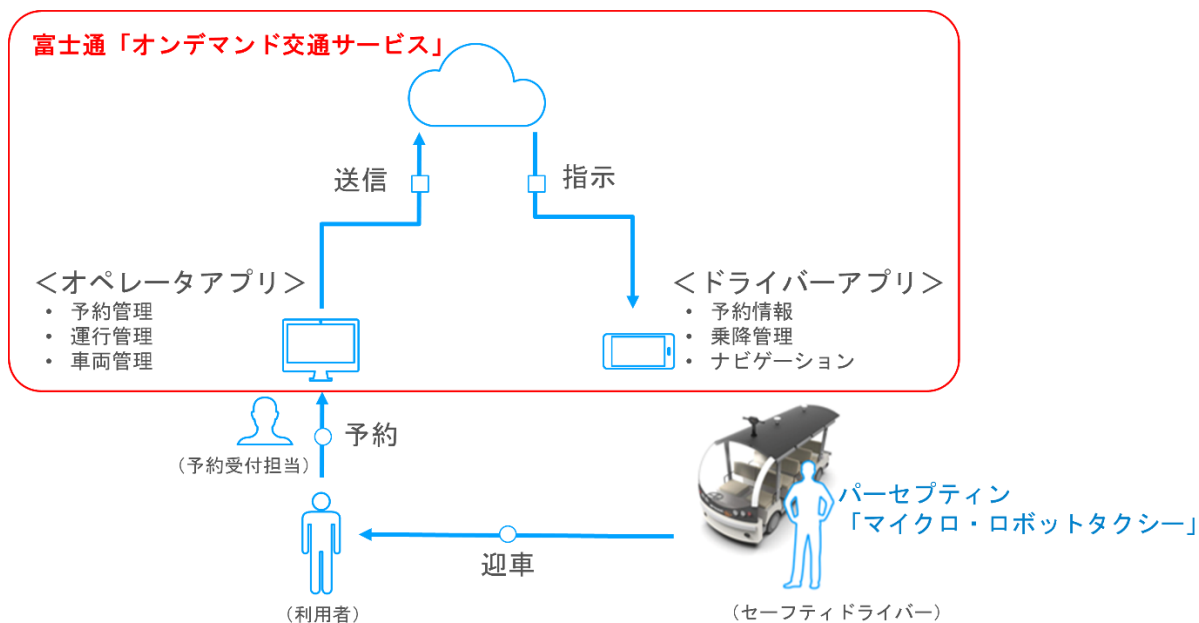 富士通「オンデマンド交通サービス」
送信
指示
＜オペレータアプリ＞
• 予約管理
• 運行管理
• 車両管理
＜ドライバーアプリ＞
• 予約情報
• 乗降管理
• ナビゲーション
予約
（予約受付担当）
パーセプティン
「マイクロ・ロボットタクシー」
迎車
（利用者）
（セーフティドライバー）